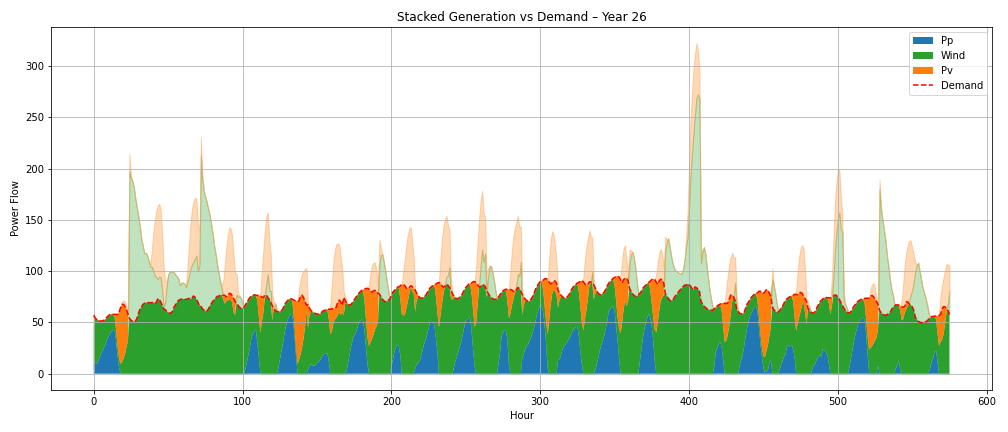 Stacked Generation vs Demand – Year 26
Power Flow
300
250
200
150
100
50
0
Pp
Wind
Pv
Demand
0 100 200 300 400 500 600
Hour